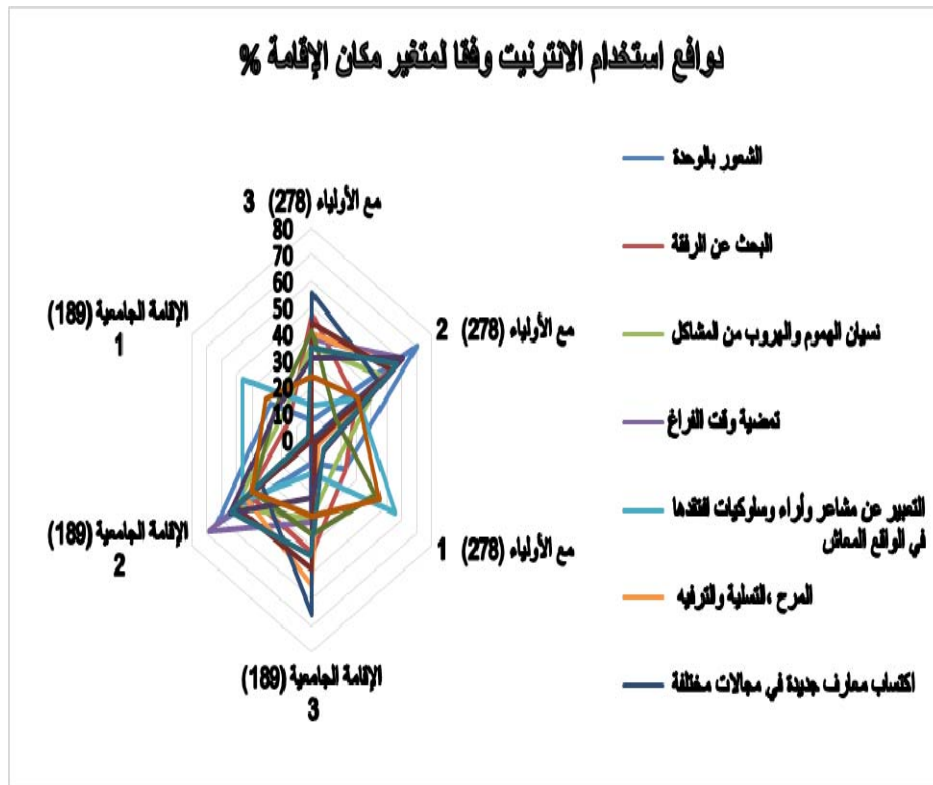 دوافع استخدام الانترنيت وفقا لمتغير مكان الإقامة %
مع الأولياء (278) 3
80
70
60
50
40
30
20
10
0
مع الأولياء (278) 2
مع الأولياء (278) 1
الإقامة الجامعية (189)
3
الإقامة الجامعية (189)
2
الإقامة الجامعية (189)
1
الشعور بالوحدة
البحث عن الرفقة
نسيان الهموم والهروب من المشاكل
تمضية وقت الفراغ
التعبير عن مشاعر وأراء وسلوكيات افتقدها
في الواقع المعاش
المرح ،التسلية والترفيه
اكتساب معارف جديدة في مجالات مختلفة